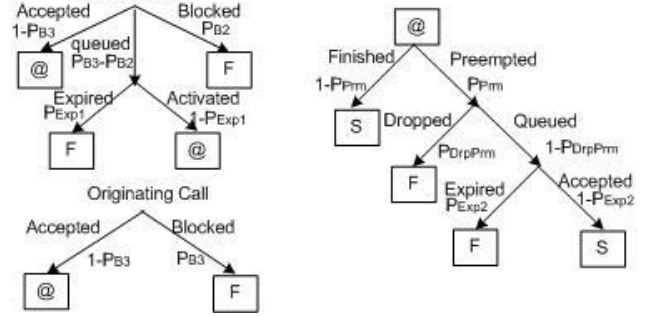 Accepted
1-PB3
Blocked
PB2
queued
PB3-PB2
@
F
Expired
PExp1
Activated
1-PExp1
F
@
Originating Call
Accepted
1-PB3
Blocked
PB3
@
F
@
Finished
1-PPrm
Preempted
PPrm
S
Dropped
PDrpPrm
Queued
1-PDrpPrm
F
Expired
PExp2
Accepted
1-PExp2
F
S